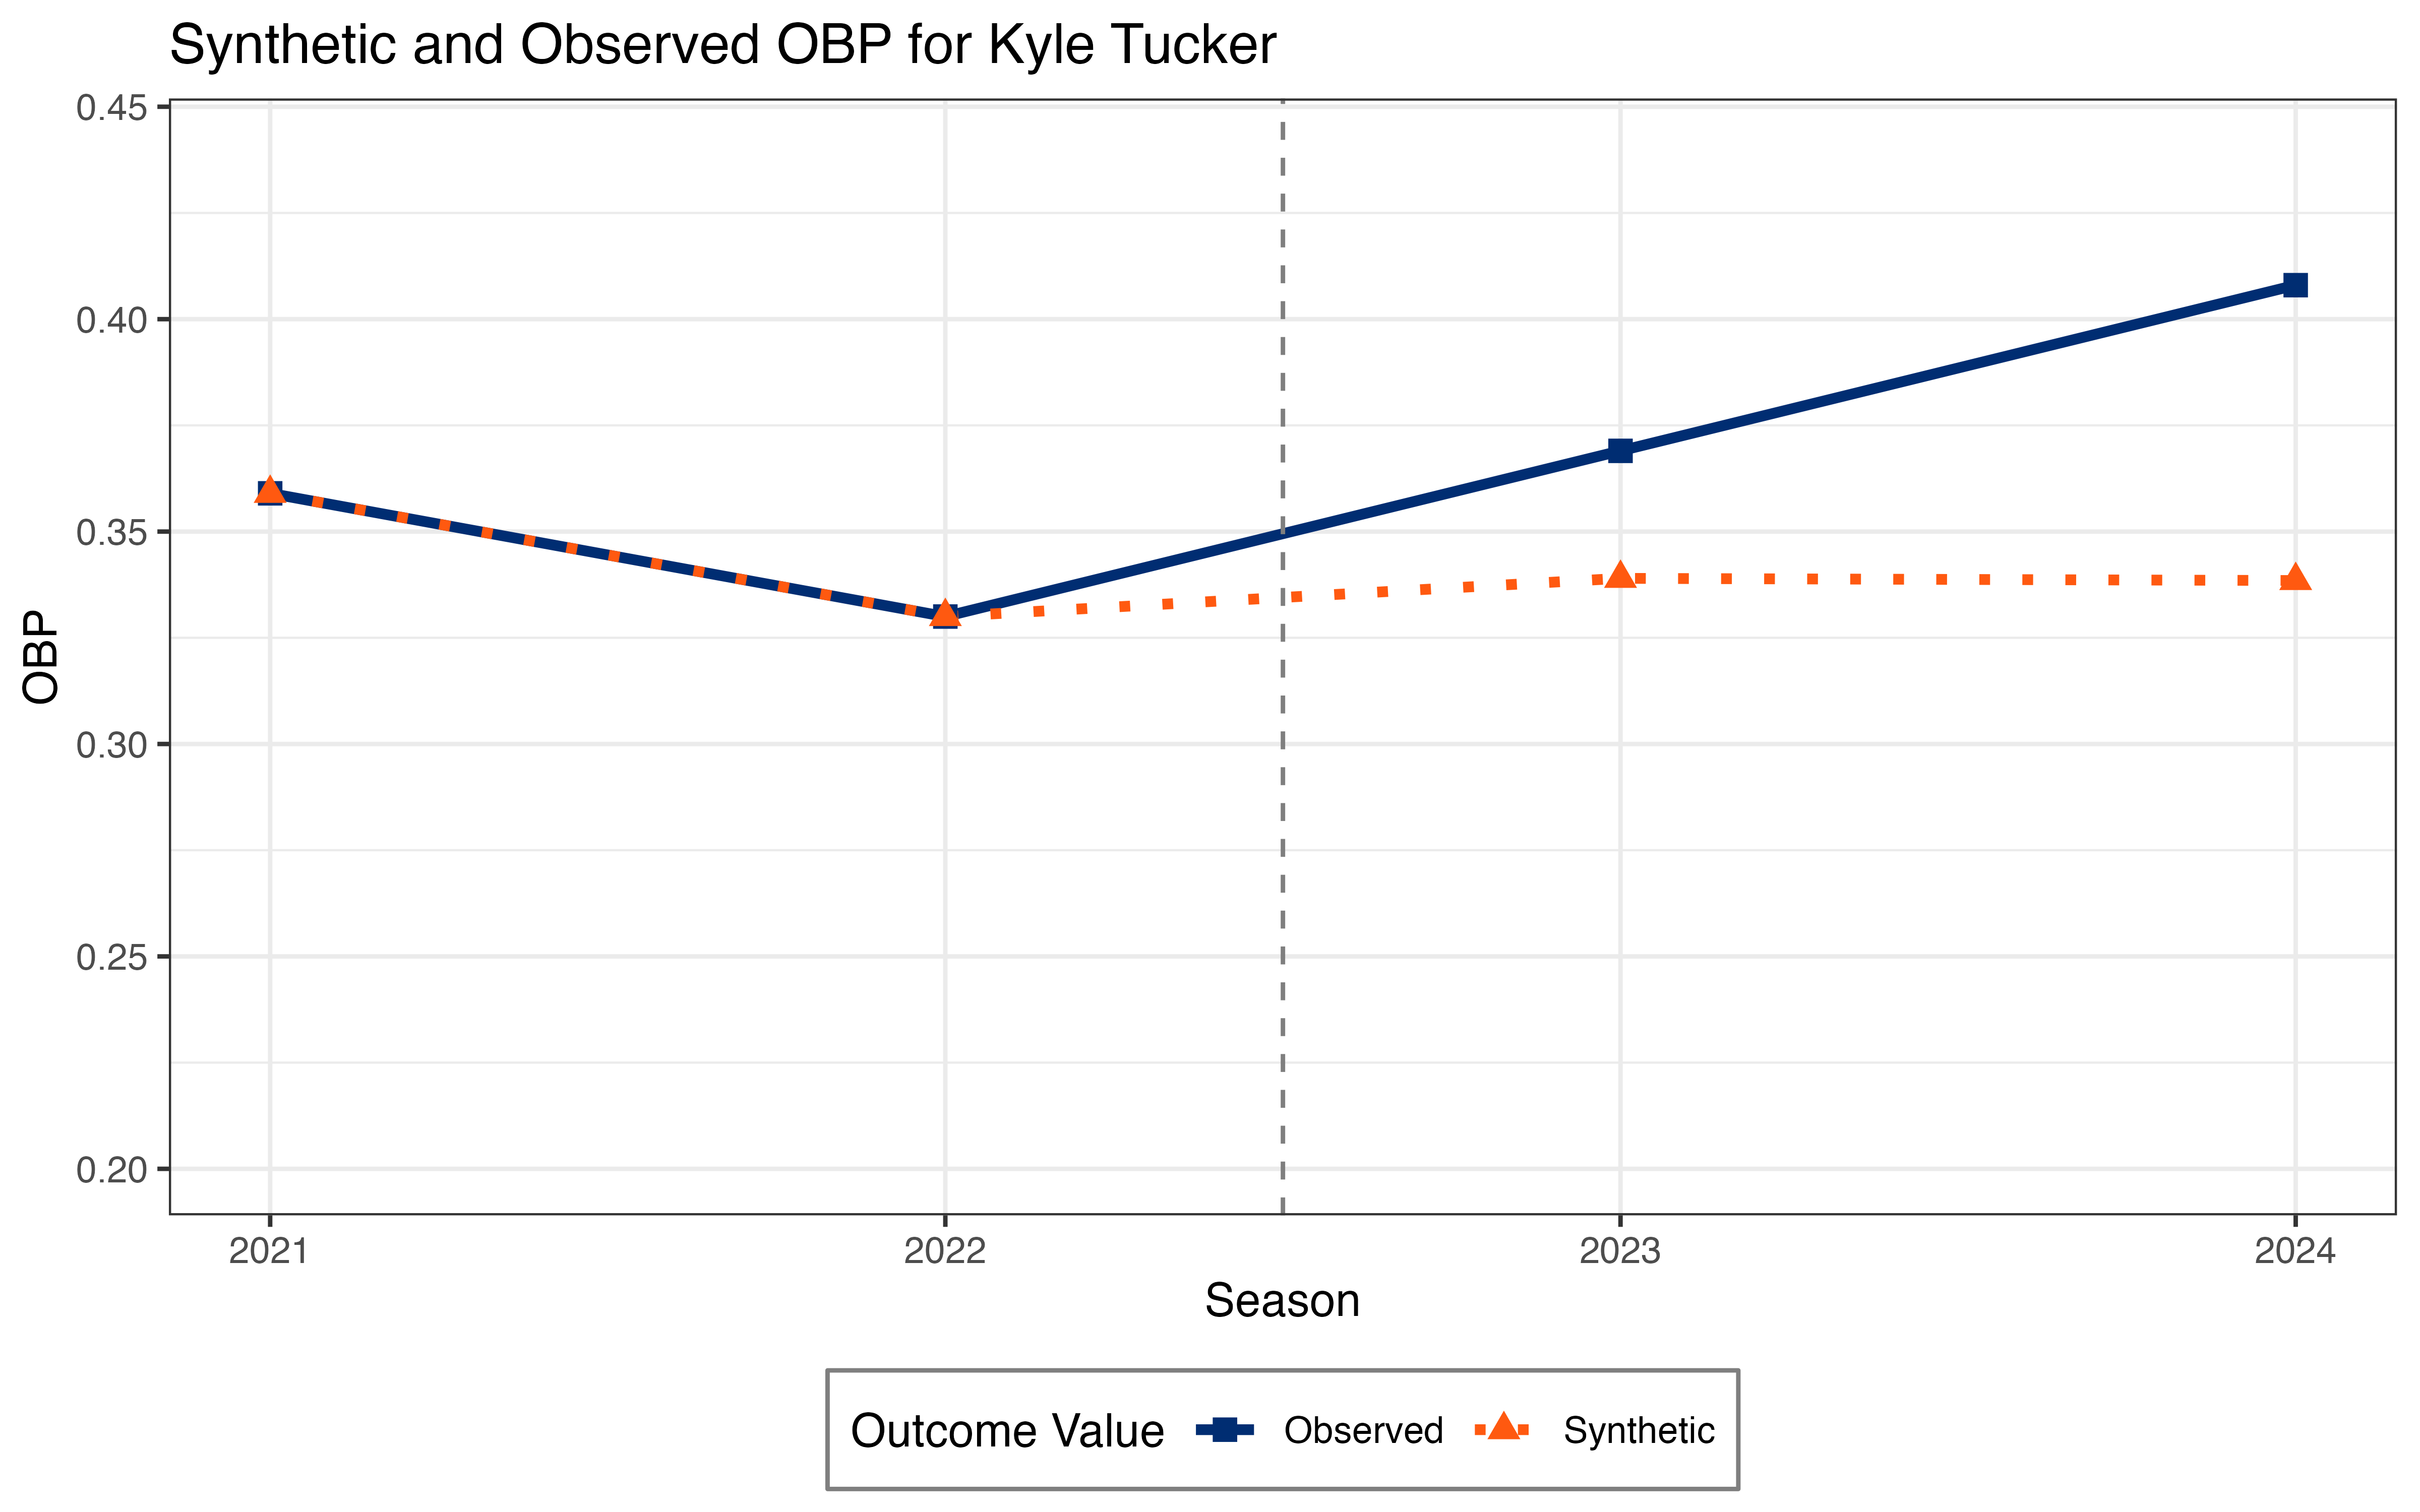 Synthetic and Observed OBP for Kyle Tucker
0.45
0.40
0.35
0.30
0.25
0.20
OBP
2021 2022 2023 2024
Season
Outcome Value Observed Synthetic